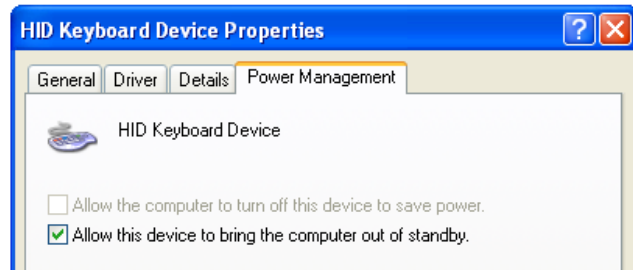 HID Keyboard Device Properties
General Driver Details Power Management
HID Keyboard Device
Allow the computer to turn off this device to save power.
Allow this device to bring the computer out of standby.